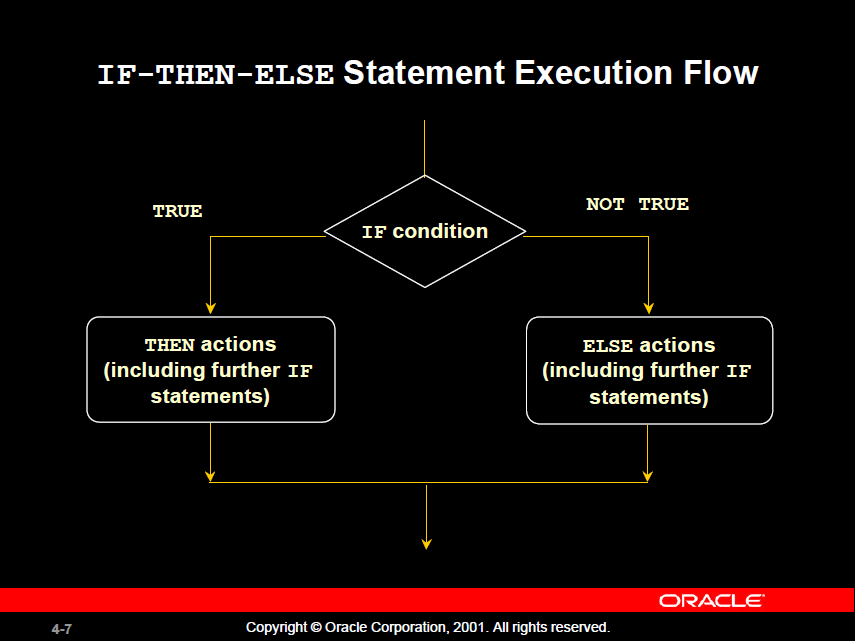 IF-THEN-ELSE Statement Execution Flow
TRUE
NOT TRUE
IF condition
THEN actions
(including further IF
statements)
ELSE actions
(including further IF
statements)
ORACLE®
4-7
Copyright © Oracle Corporation, 2001. All rights reserved.